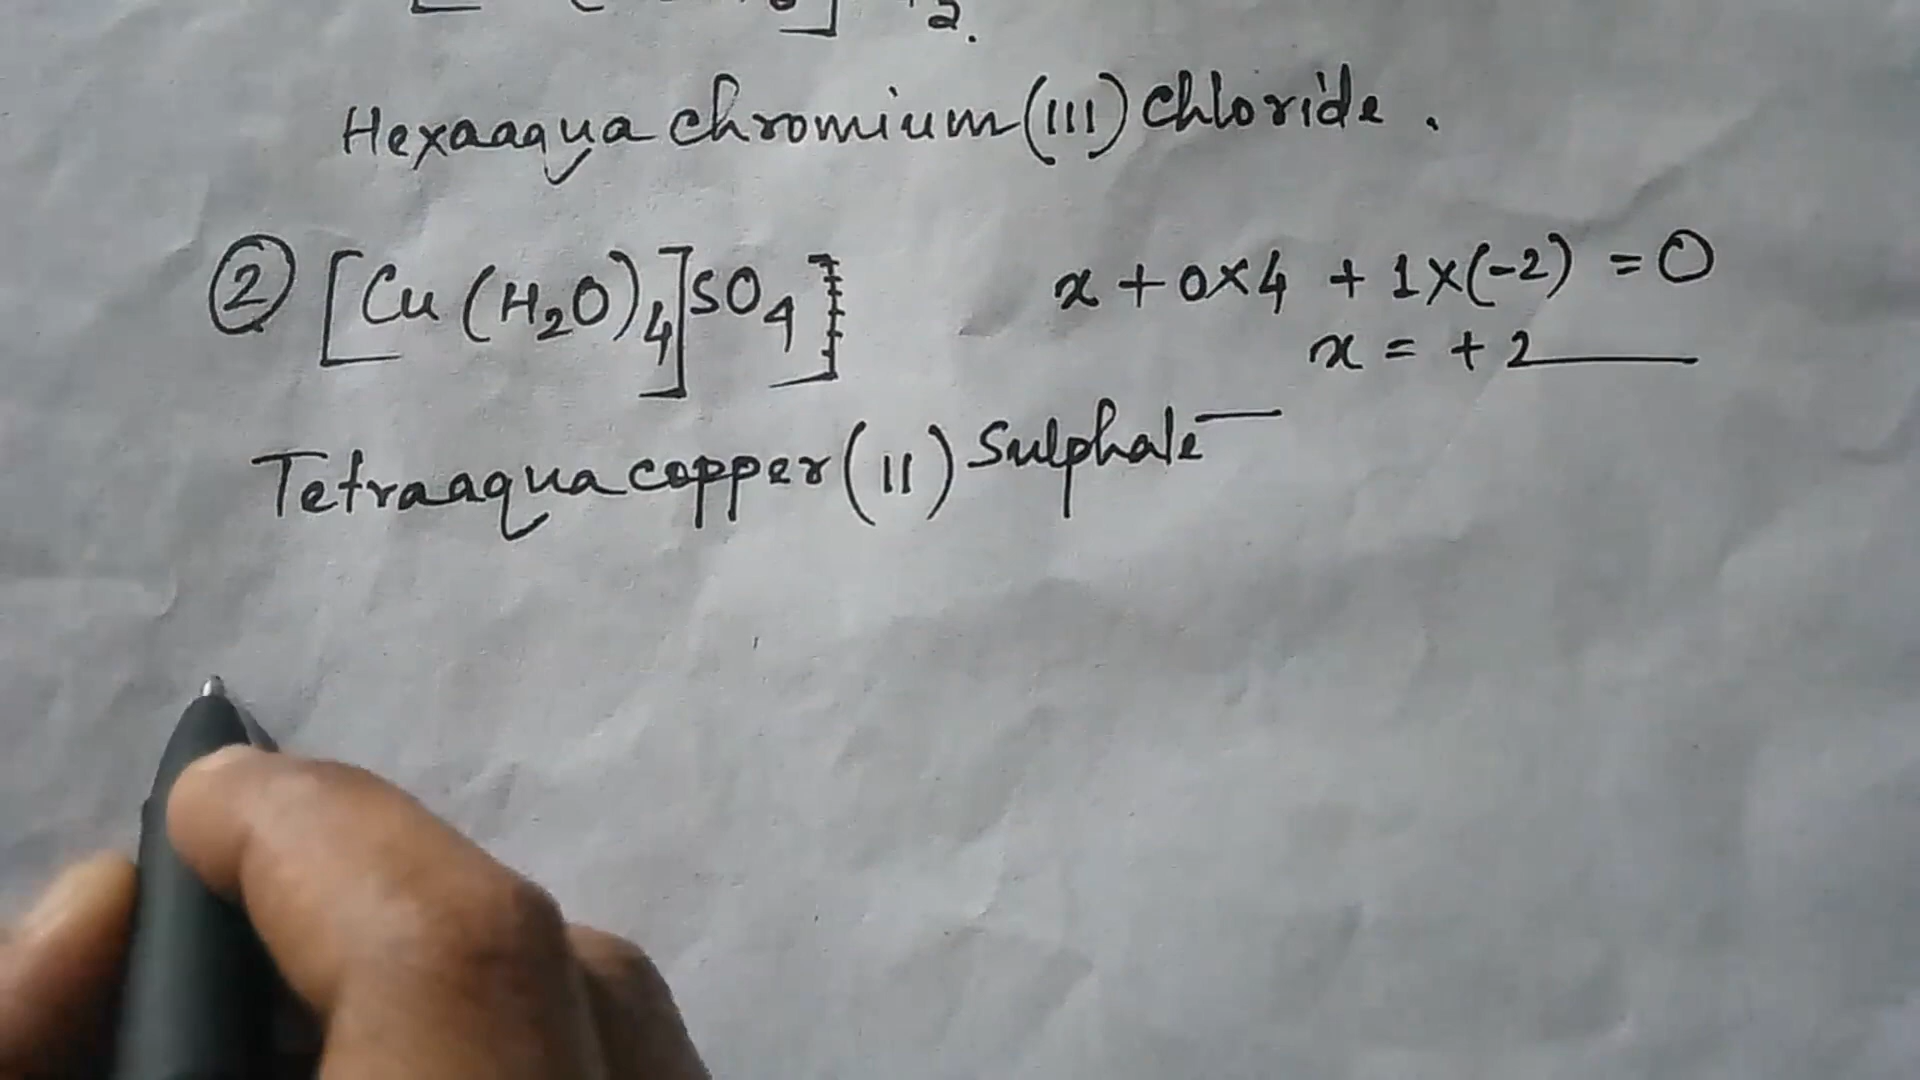 2.
Hexaaqua chromium (III) Chloride.
② [Cu(H₂O)₄]SO₄] x + 0×4 + 1×(-2) = 0
x = +2
Tetraaqua copper (II) Sulphate